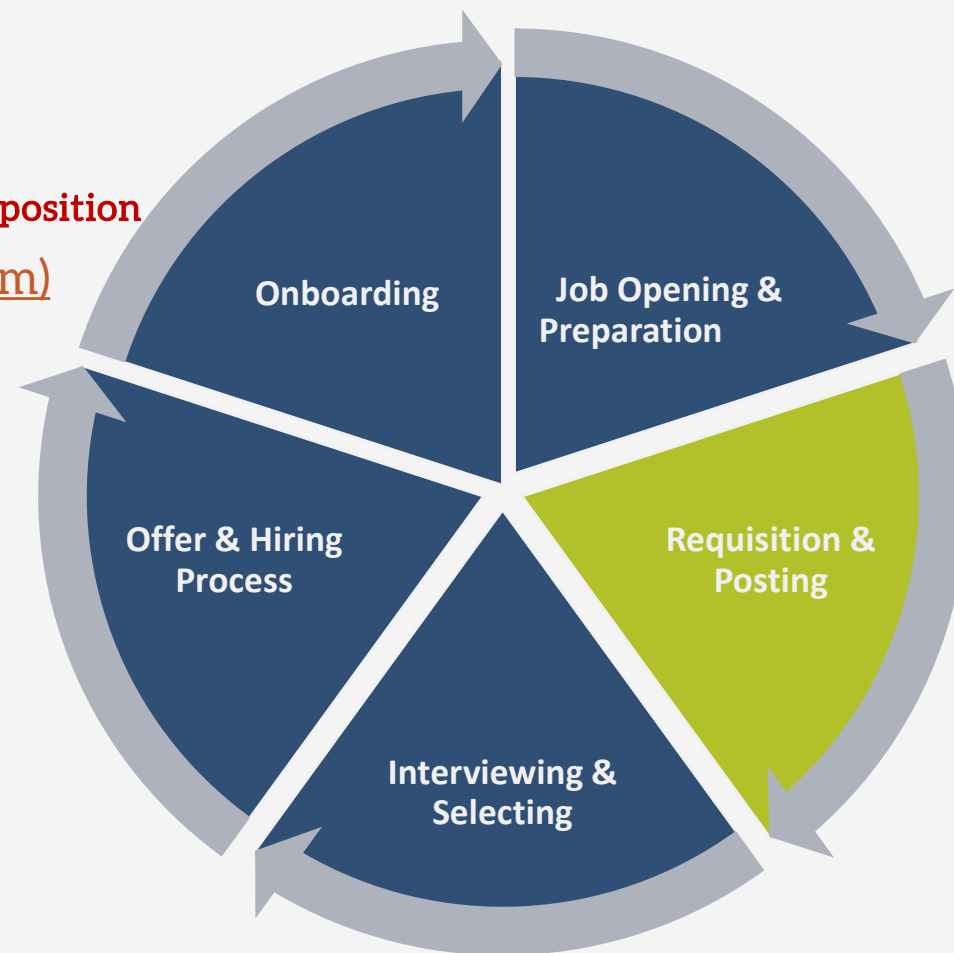 position
m)
Onboarding
Job Opening &
Preparation
Offer & Hiring
Process
Requisition &
Posting
Interviewing &
Selecting